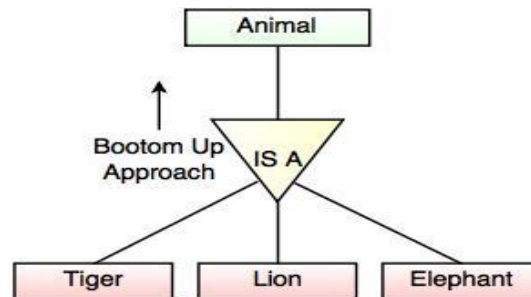 Animal
Bootom Up
Approach
IS A
Tiger
Lion
Elephant